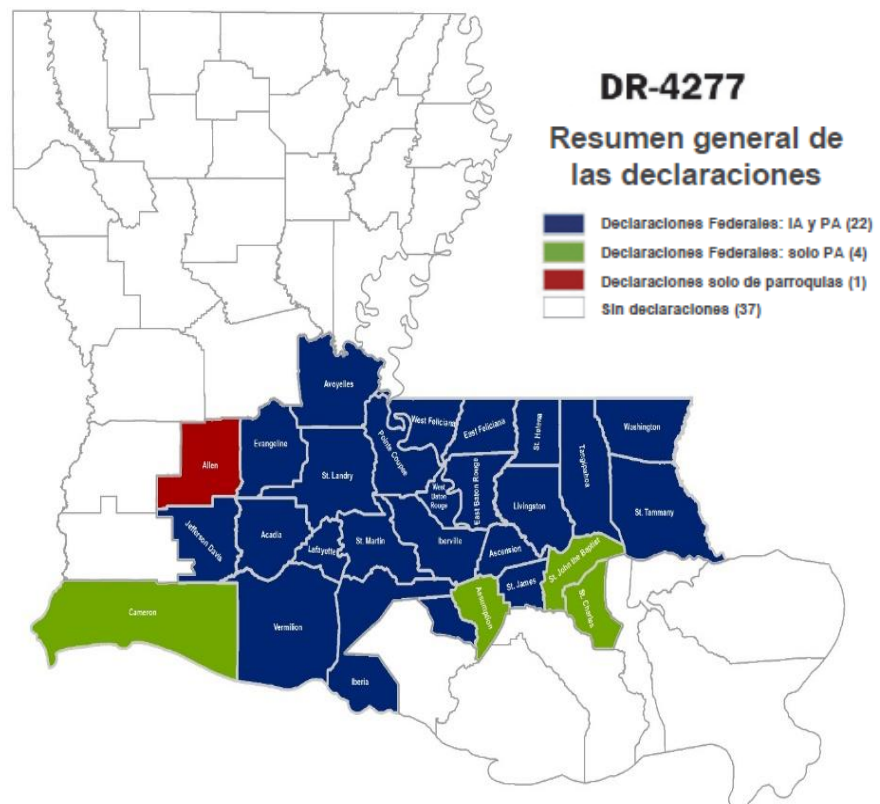 DR-4277
Resumen general de
las declaraciones
Declaraciones Federales: IA y PA (22)
Declaraciones Federales: solo PA (4)
Declaraciones solo de parroquias (1)
Sin declaraciones (37)
Avoyelles
West Feliciana
East Feliciana
St. Helena
Tangipahoa
Washington
Evangeline
Pointe Coupee
Allen
St. Landry
West
Baton
Rouge
East Baton Rouge
Livingston
St. Tammany
Jefferson Davis
Acadia
Lafayette
St. Martin
Iberville
Ascension
St. John the Baptist
St. James
Assumption
St. Charles
Cameron
Vermilion
Iberia